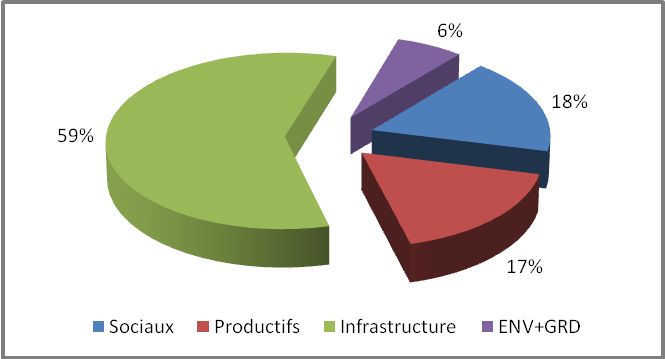 6%
18%
59%
17%
Sociaux Productifs Infrastructure ENV+GRD